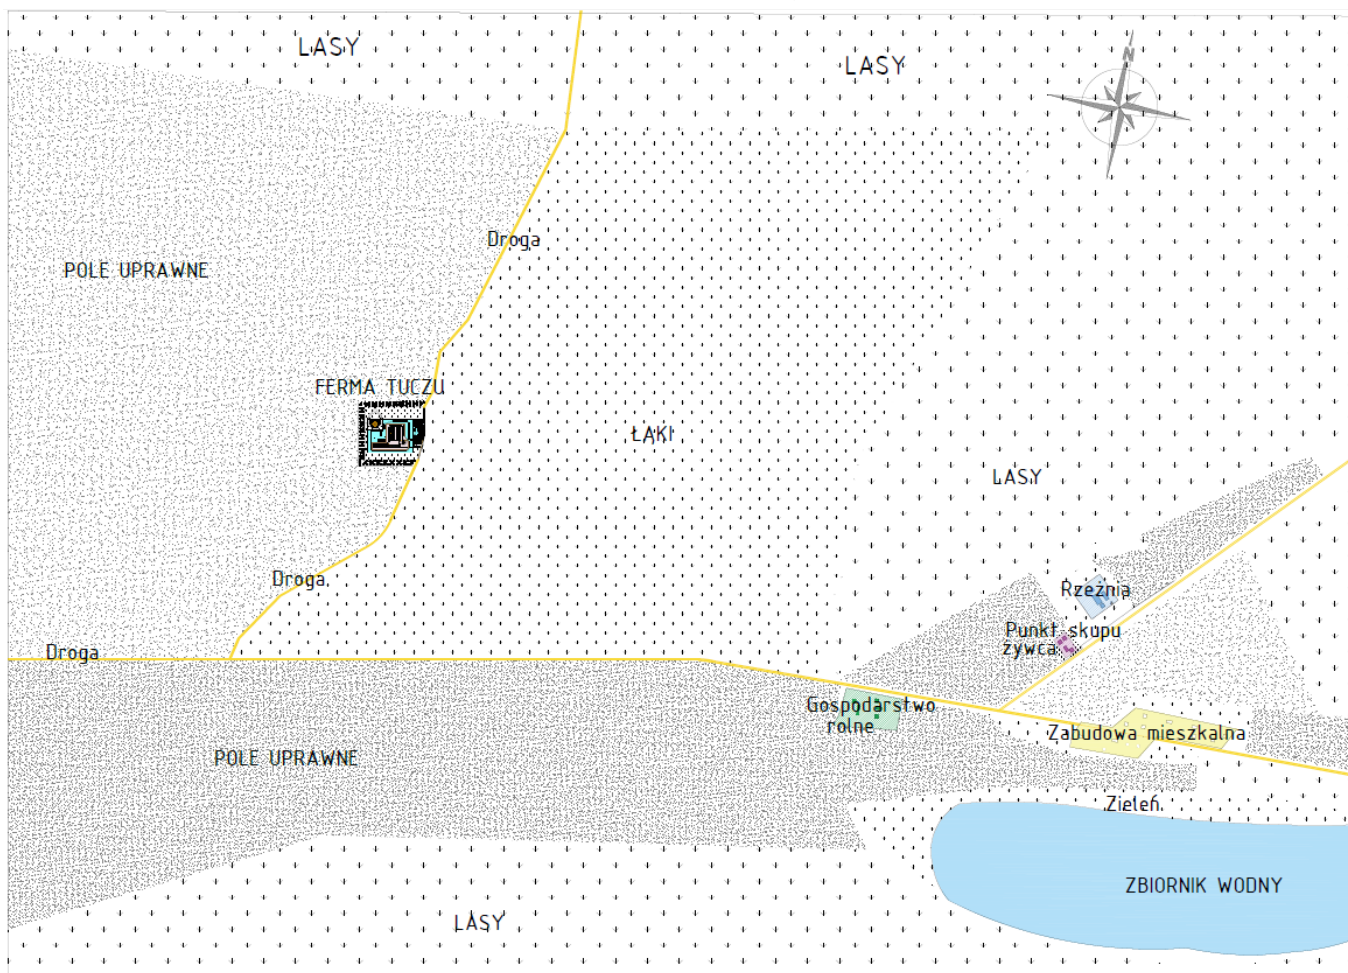 LASY
LASY
N
Droga
POLE UPRAWNE
FERMA TUCZU
ŁĄKI
LASY
Droga
Rzeźnia
Punkt skupu
żywca
Droga
Gospodarstwo
rolne
Zabudowa mieszkalna
POLE UPRAWNE
Zieleń
ZBIORNIK WODNY
LASY